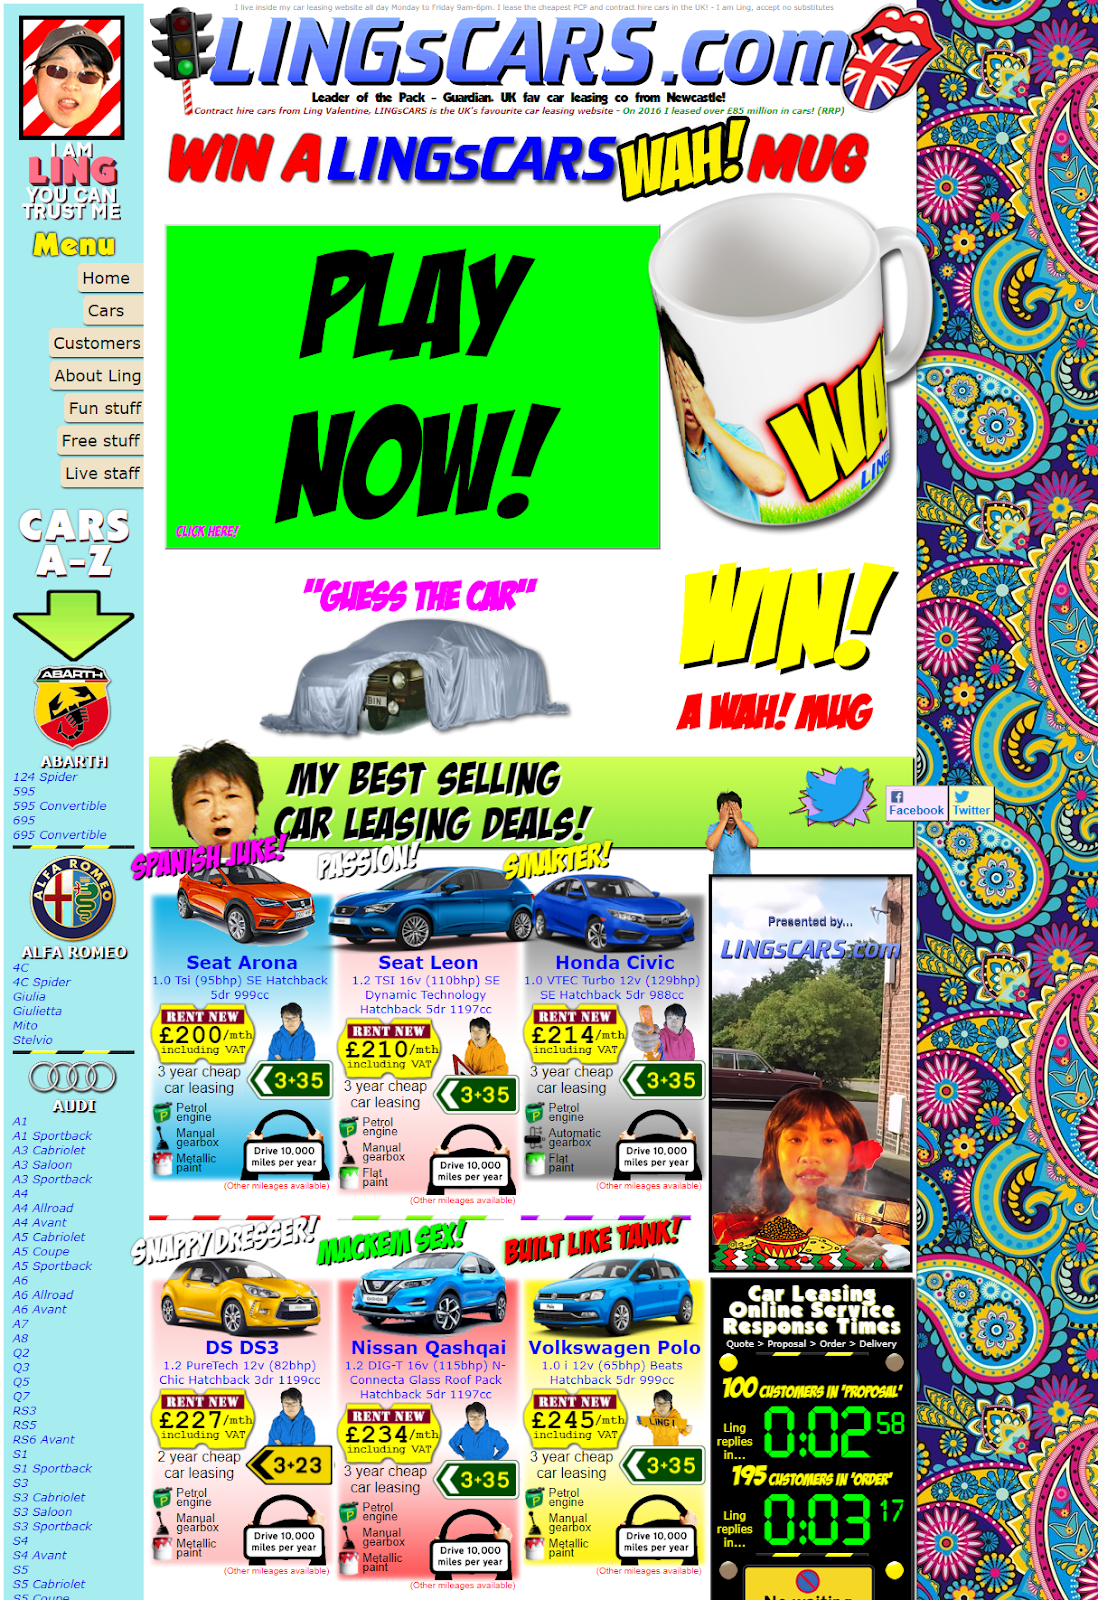 I live inside my car leasing website all day Monday to Friday 9am-6pm. I lease the cheapest PCP and contract hire cars in the UK! - I am Ling, accept no substitutes
LINGsCARS.com
Leader of the Pack - Guardian. UK fav car leasing co from Newcastle!
Contract hire cars from Ling Valentine, LINGsCARS is the UK's favourite car leasing website - On 2016 I leased over £85 million in cars! (RRP)
I AM
LING
YOU CAN
TRUST ME
Menu
Home
Cars
Customers
About Ling
Fun stuff
Free stuff
Live staff
CARS
A-Z
ABARTH
ABARTH
124 Spider
595
595 Convertible
695
695 Convertible
ALFA ROMEO
ALFA ROMEO
4C
4C Spider
Giulia
Giulietta
Mito
Stelvio
AUDI
A1
A1 Sportback
A3 Cabriolet
A3 Saloon
A3 Sportback
A4
A4 Allroad
A4 Avant
A5 Cabriolet
A5 Coupe
A5 Sportback
A6
A6 Allroad
A6 Avant
A7
A8
Q2
Q3
Q5
Q7
RS3
RS5
RS6 Avant
S1
S1 Sportback
S3
S3 Cabriolet
S3 Saloon
S3 Sportback
S4
S4 Avant
S5
S5 Cabriolet
S5 Coupe
WIN A LINGsCARS WAH! MUG
PLAY
NOW!
CLICK HERE!
WA
LING
"GUESS THE CAR"
WIN!
A WAH! MUG
MY BEST SELLING
CAR LEASING DEALS!
Facebook
Twitter
SPANISH JUKE!
Seat Arona
1.0 Tsi (95bhp) SE Hatchback
5dr 999cc
RENT NEW
£200/mth
including VAT
3 year cheap
car leasing
3+35
Petrol
engine
Manual
gearbox
Metallic
paint
Drive 10,000
miles per year
(Other mileages available)
PASSION!
Seat Leon
1.2 TSI 16v (110bhp) SE
Dynamic Technology
Hatchback 5dr 1197cc
RENT NEW
£210/mth
including VAT
3 year cheap
car leasing
3+35
Petrol
engine
Manual
gearbox
Flat
paint
Drive 10,000
miles per year
(Other mileages available)
SMARTER!
Honda Civic
1.0 VTEC Turbo 12v (129bhp)
SE Hatchback 5dr 988cc
RENT NEW
£214/mth
including VAT
3 year cheap
car leasing
3+35
Petrol
engine
Automatic
gearbox
Flat
paint
Drive 10,000
miles per year
(Other mileages available)
SNAPPY DRESSER!
DS DS3
1.2 PureTech 12v (82bhp)
Chic Hatchback 3dr 1199cc
RENT NEW
£227/mth
including VAT
2 year cheap
car leasing
3+23
Petrol
engine
Manual
gearbox
Metallic
paint
Drive 10,000
miles per year
(Other mileages available)
MACKEM SEX!
Nissan Qashqai
1.2 DIG-T 16v (115bhp) N-
Connecta Glass Roof Pack
Hatchback 5dr 1197cc
RENT NEW
£234/mth
including VAT
3 year cheap
car leasing
3+35
Petrol
engine
Manual
gearbox
Metallic
paint
Drive 10,000
miles per year
(Other mileages available)
BUILT LIKE TANK!
Volkswagen Polo
1.0 i 12v (65bhp) Beats
Hatchback 5dr 999cc
RENT NEW
£245/mth
including VAT
3 year cheap
car leasing
3+35
Petrol
engine
Manual
gearbox
Metallic
paint
Drive 10,000
miles per year
(Other mileages available)
Presented by...
LINGsCARS.com
Car Leasing
Online Service
Response Times
Quote > Proposal > Order > Delivery
100 CUSTOMERS IN 'PROPOSAL'
Ling
replies
in...
0:02 58
195 CUSTOMERS IN 'ORDER'
Ling
replies
in...
0:03 17
No waiting